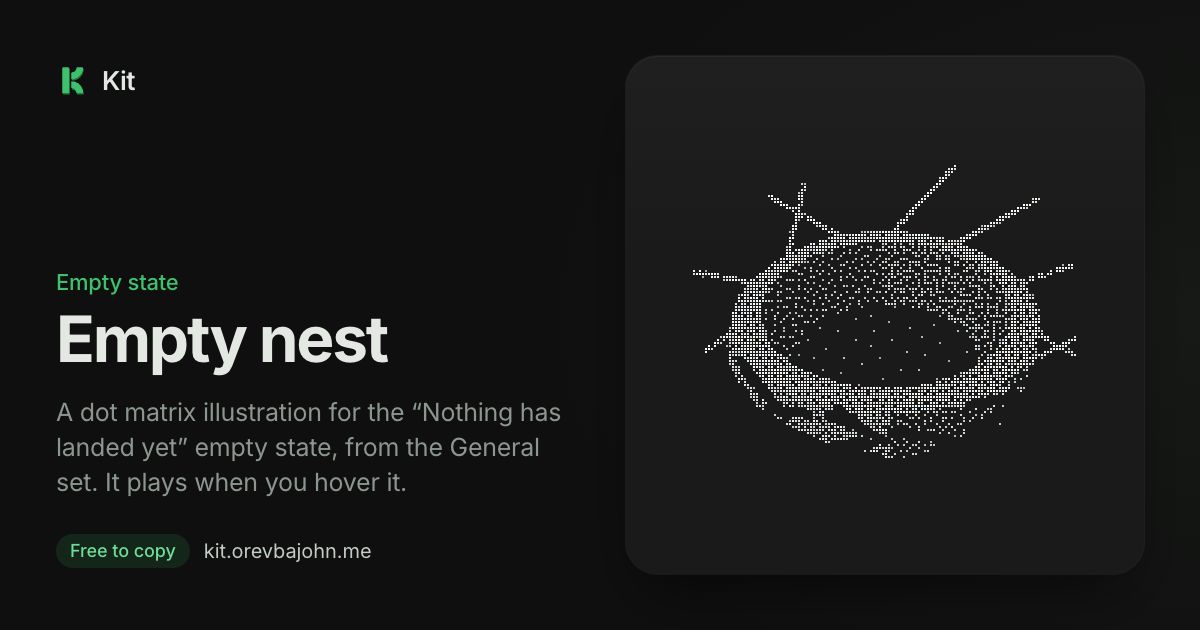 Kit
Empty state
Empty nest
A dot matrix illustration for the “Nothing has
landed yet” empty state, from the General
set. It plays when you hover it.
Free to copy
kit.orevbajohn.me